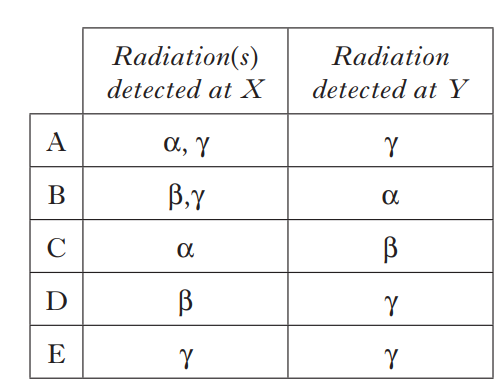 Radiation(s) Radiation
detected at X detected at Y
A α, γ γ
B β,γ α
C α β
D β γ
E γ γ